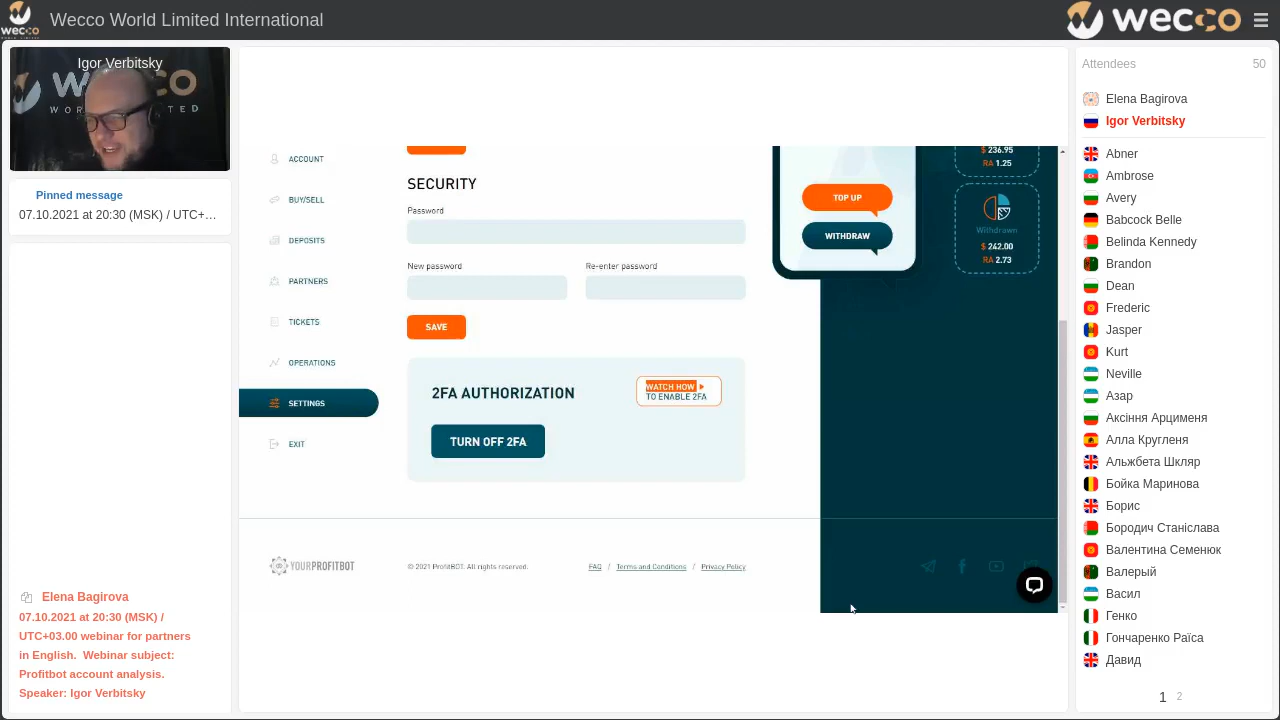 wecco
WORLD LIMITED
Wecco World Limited International
wecco
Igor Verbitsky
Pinned message
07.10.2021 at 20:30 (MSK) / UTC+…
Elena Bagirova
07.10.2021 at 20:30 (MSK) /
UTC+03.00 webinar for partners
in English.  Webinar subject:
Profitbot account analysis.
Speaker: Igor Verbitsky
ACCOUNT
BUY/SELL
DEPOSITS
PARTNERS
TICKETS
OPERATIONS
SETTINGS
EXIT
SECURITY
Password
New password
Re-enter password
SAVE
2FA AUTHORIZATION
WATCH HOW
TO ENABLE 2FA
TURN OFF 2FA
TOP UP
WITHDRAW
$ 236.95
RA 1.25
Withdrawn
$ 242.00
RA 2.73
YOURPROFITBOT
© 2021 ProfitBOT. All rights reserved.
FAQ / Terms and Conditions / Privacy Policy
Attendees 50
Elena Bagirova
Igor Verbitsky
Abner
Ambrose
Avery
Babcock Belle
Belinda Kennedy
Brandon
Dean
Frederic
Jasper
Kurt
Neville
Азар
Аксіння Арцименя
Алла Кругленя
Альжбета Шкляр
Бойка Маринова
Борис
Бородич Станіслава
Валентина Семенюк
Валерый
Васил
Генко
Гончаренко Раїса
Давид
1 2